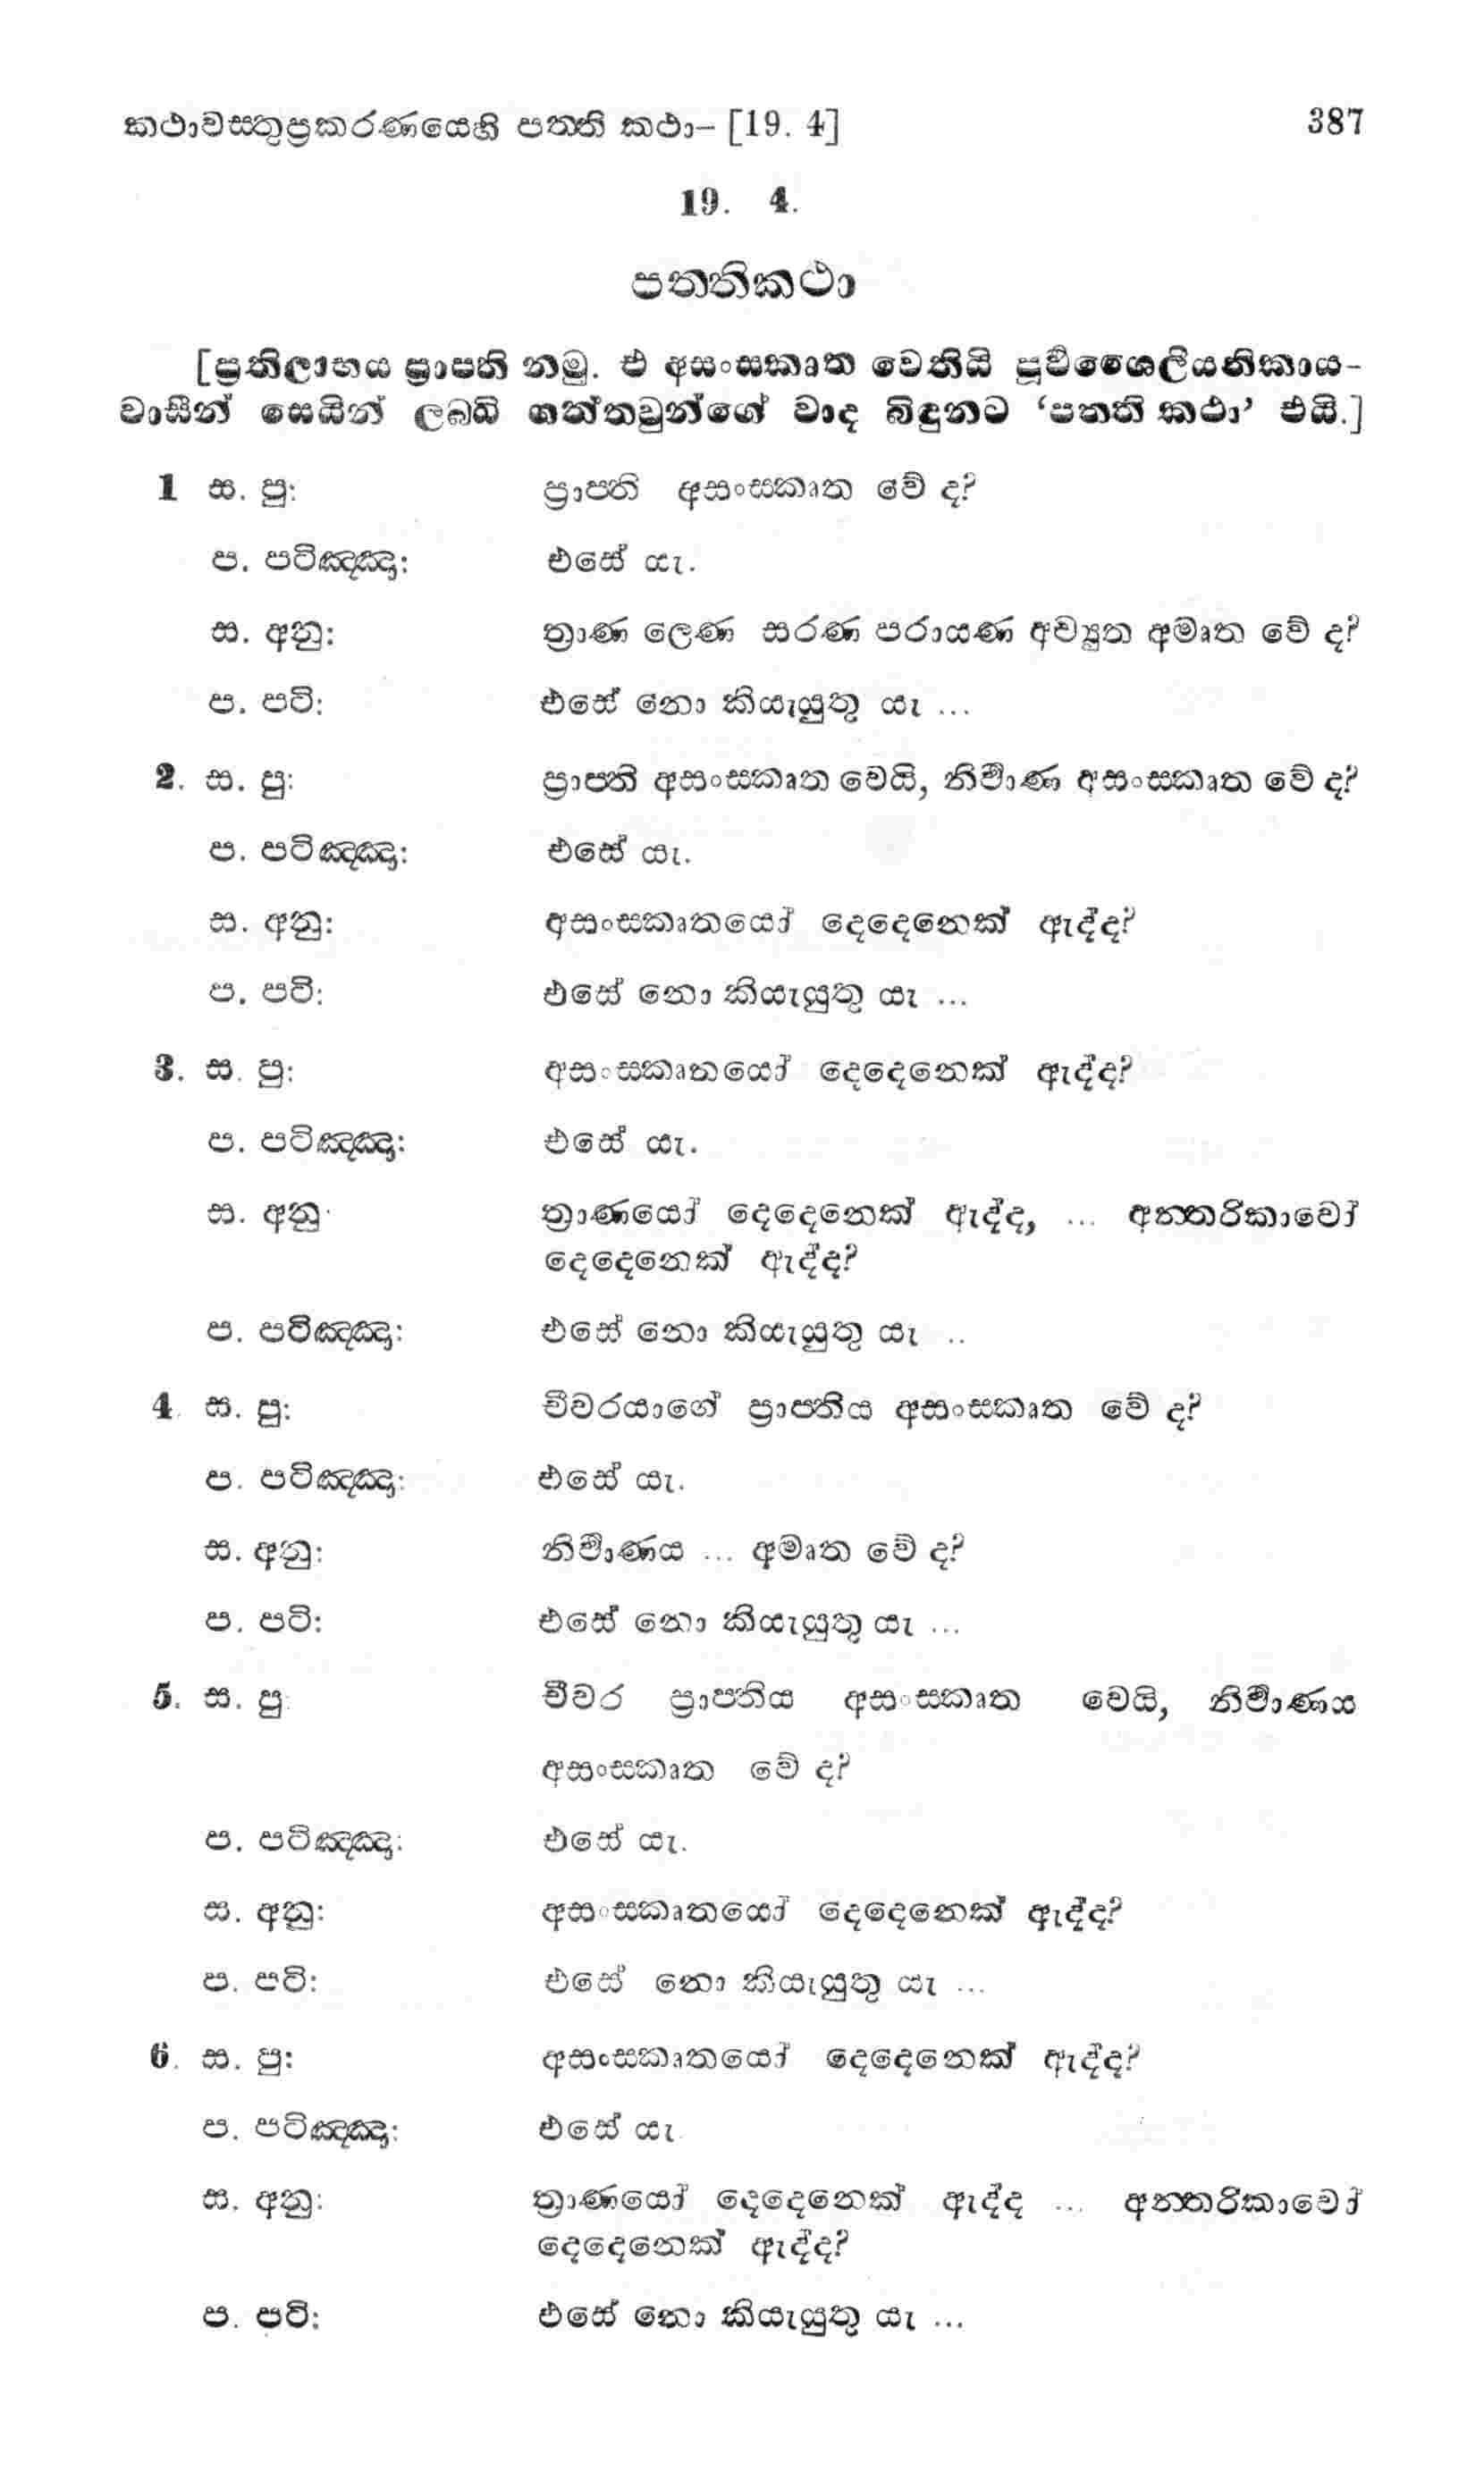 කථාවස්තුප්‍රකරණයෙහි පත්ති කථා– [19. 4] 387
19. 4.
පත්තිකථා
[ප්‍රතිලාභය ප්‍රාප්ති නමු. එ අසංස්කෘත වෙතියි පූර්වශෛලියනිකාය-
වාසීන් සෙයින් ලබ්ධි ගත්තවුන්ගේ වාද බිඳුනට ‘පත්ති කථා’ එයි.]
1 ස. පු: ප්‍රාප්ති අසංස්කෘත වේ ද?
ප. පටිඤ්ඤා: එසේ යැ.
ස. අනු: ත්‍රාණ ලෙණ සරණ පරායණ අච්‍යුත අමෘත වේ ද?
ප. පටි: එසේ නො කියැයුතු යැ ...
2. ස. පු: ප්‍රාප්ති අසංස්කෘත වෙයි, නිර්වාණ අසංස්කෘත වේ ද?
ප. පටිඤ්ඤා: එසේ යැ.
ස. අනු: අසංස්කෘතයෝ දෙදෙනෙක් ඇද්ද?
ප. පටි: එසේ නො කියැයුතු යැ ...
3. ස. පු: අසංස්කෘතයෝ දෙදෙනෙක් ඇද්ද?
ප. පටිඤ්ඤා: එසේ යැ.
ස. අනු. ත්‍රාණයෝ දෙදෙනෙක් ඇද්ද, ... අන්තරිකාවෝ
දෙදෙනෙක් ඇද්ද?
ප. පටිඤ්ඤා: එසේ නො කියැයුතු යැ ..
4. ස. පු: චීවරයාගේ ප්‍රාප්තිය අසංස්කෘත වේ ද?
ප. පටිඤ්ඤා: එසේ යැ.
ස. අනු: නිර්වාණය ... අමෘත වේ ද?
ප. පටි: එසේ නො කියැයුතු යැ ...
5. ස. පු: චීවර ප්‍රාප්තිය අසංස්කෘත වෙයි, නිර්වාණය
අසංස්කෘත වේ ද?
ප. පටිඤ්ඤා: එසේ යැ.
ස. අනු: අසංස්කෘතයෝ දෙදෙනෙක් ඇද්ද?
ප. පටි: එසේ නො කියැයුතු යැ ...
6. ස. පු: අසංස්කෘතයෝ දෙදෙනෙක් ඇද්ද?
ප. පටිඤ්ඤා: එසේ යැ
ස. අනු: ත්‍රාණයෝ දෙදෙනෙක් ඇද්ද ... අන්තරිකාවෝ
දෙදෙනෙක් ඇද්ද?
ප. පටි: එසේ නො කියැයුතු යැ ...